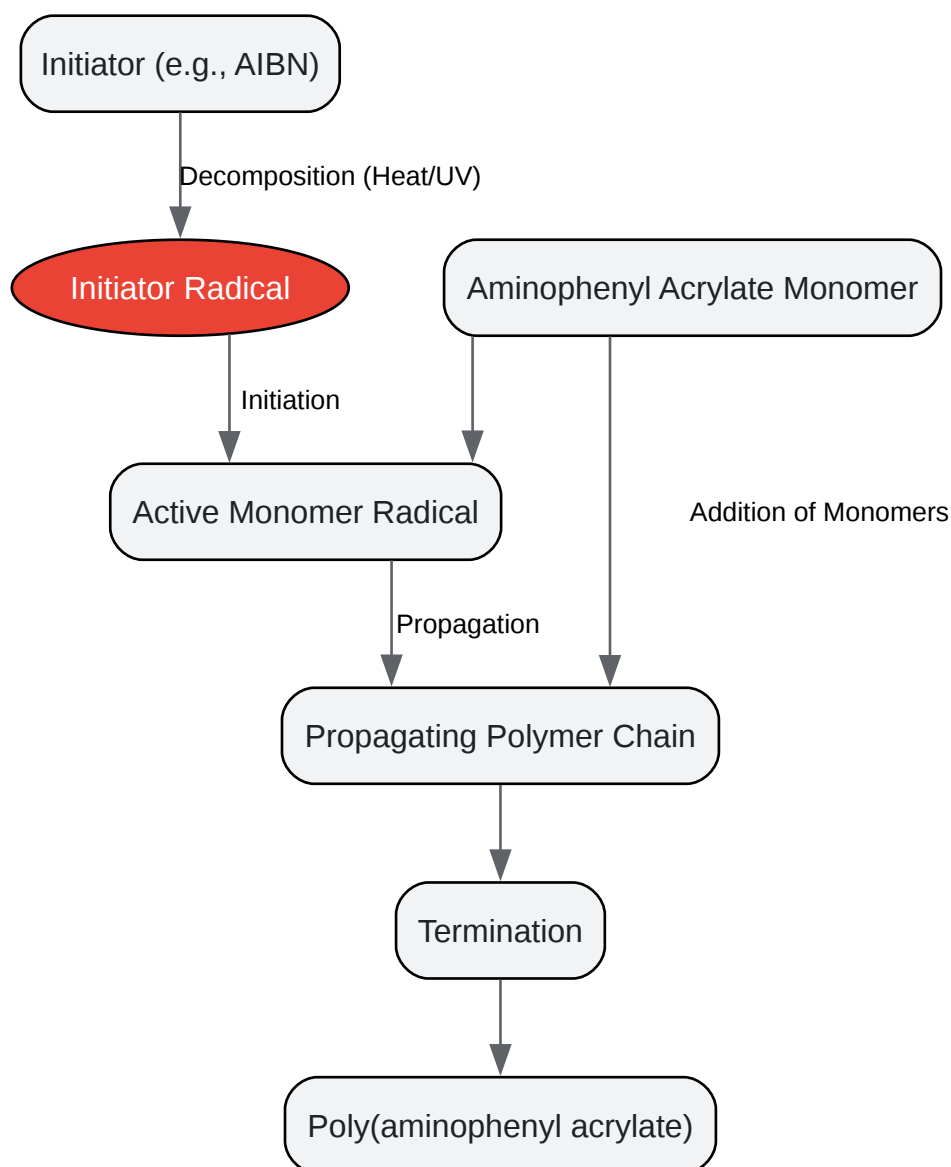 Initiator (e.g., AIBN)
Decomposition (Heat/UV)
Initiator Radical
Aminophenyl Acrylate Monomer
Initiation
Active Monomer Radical
Addition of Monomers
Propagation
Propagating Polymer Chain
Termination
Poly(aminophenyl acrylate)